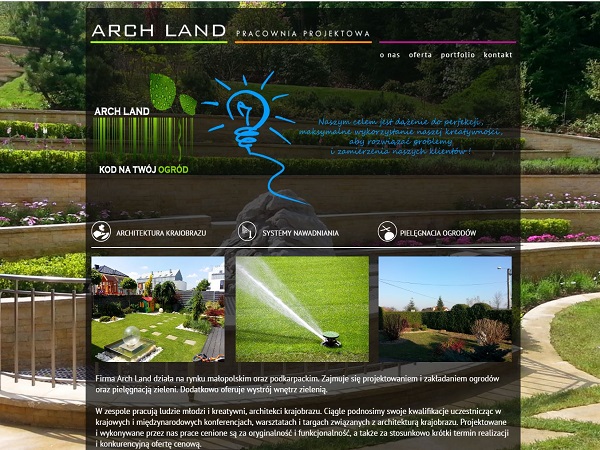 ARCH LAND PRACOWNIA PROJEKTOWA
o nas oferta portfolio kontakt
ARCH LAND
KOD NA TWÓJ OGRÓD
Naszym celem jest dążenie do perfekcji,
maksymalne wykorzystanie naszej kreatywności,
aby rozwiązać problemy
i zamierzenia naszych klientów !
ARCHITEKTURA KRAJOBRAZU SYSTEMY NAWADNIANIA PIELĘGNACJA OGRODÓW
Firma Arch Land działa na rynku małopolskim oraz podkarpackim. Zajmuje się projektowaniem i zakładaniem ogrodów
oraz pielęgnacją zieleni. Dodatkowo oferuje wystrój wnętrz zielenią.
W zespole pracują ludzie młodzi i kreatywni, architekci krajobrazu. Ciągle podnosimy swoje kwalifikacje uczestnicząc w
krajowych i międzynarodowych konferencjach, warsztatach i targach związanych z architekturą krajobrazu. Projektowane
i wykonywane przez nas prace cenione są za oryginalność i funkcjonalność, a także za stosunkowo krótki termin realizacji
i konkurencyjną ofertę cenową.